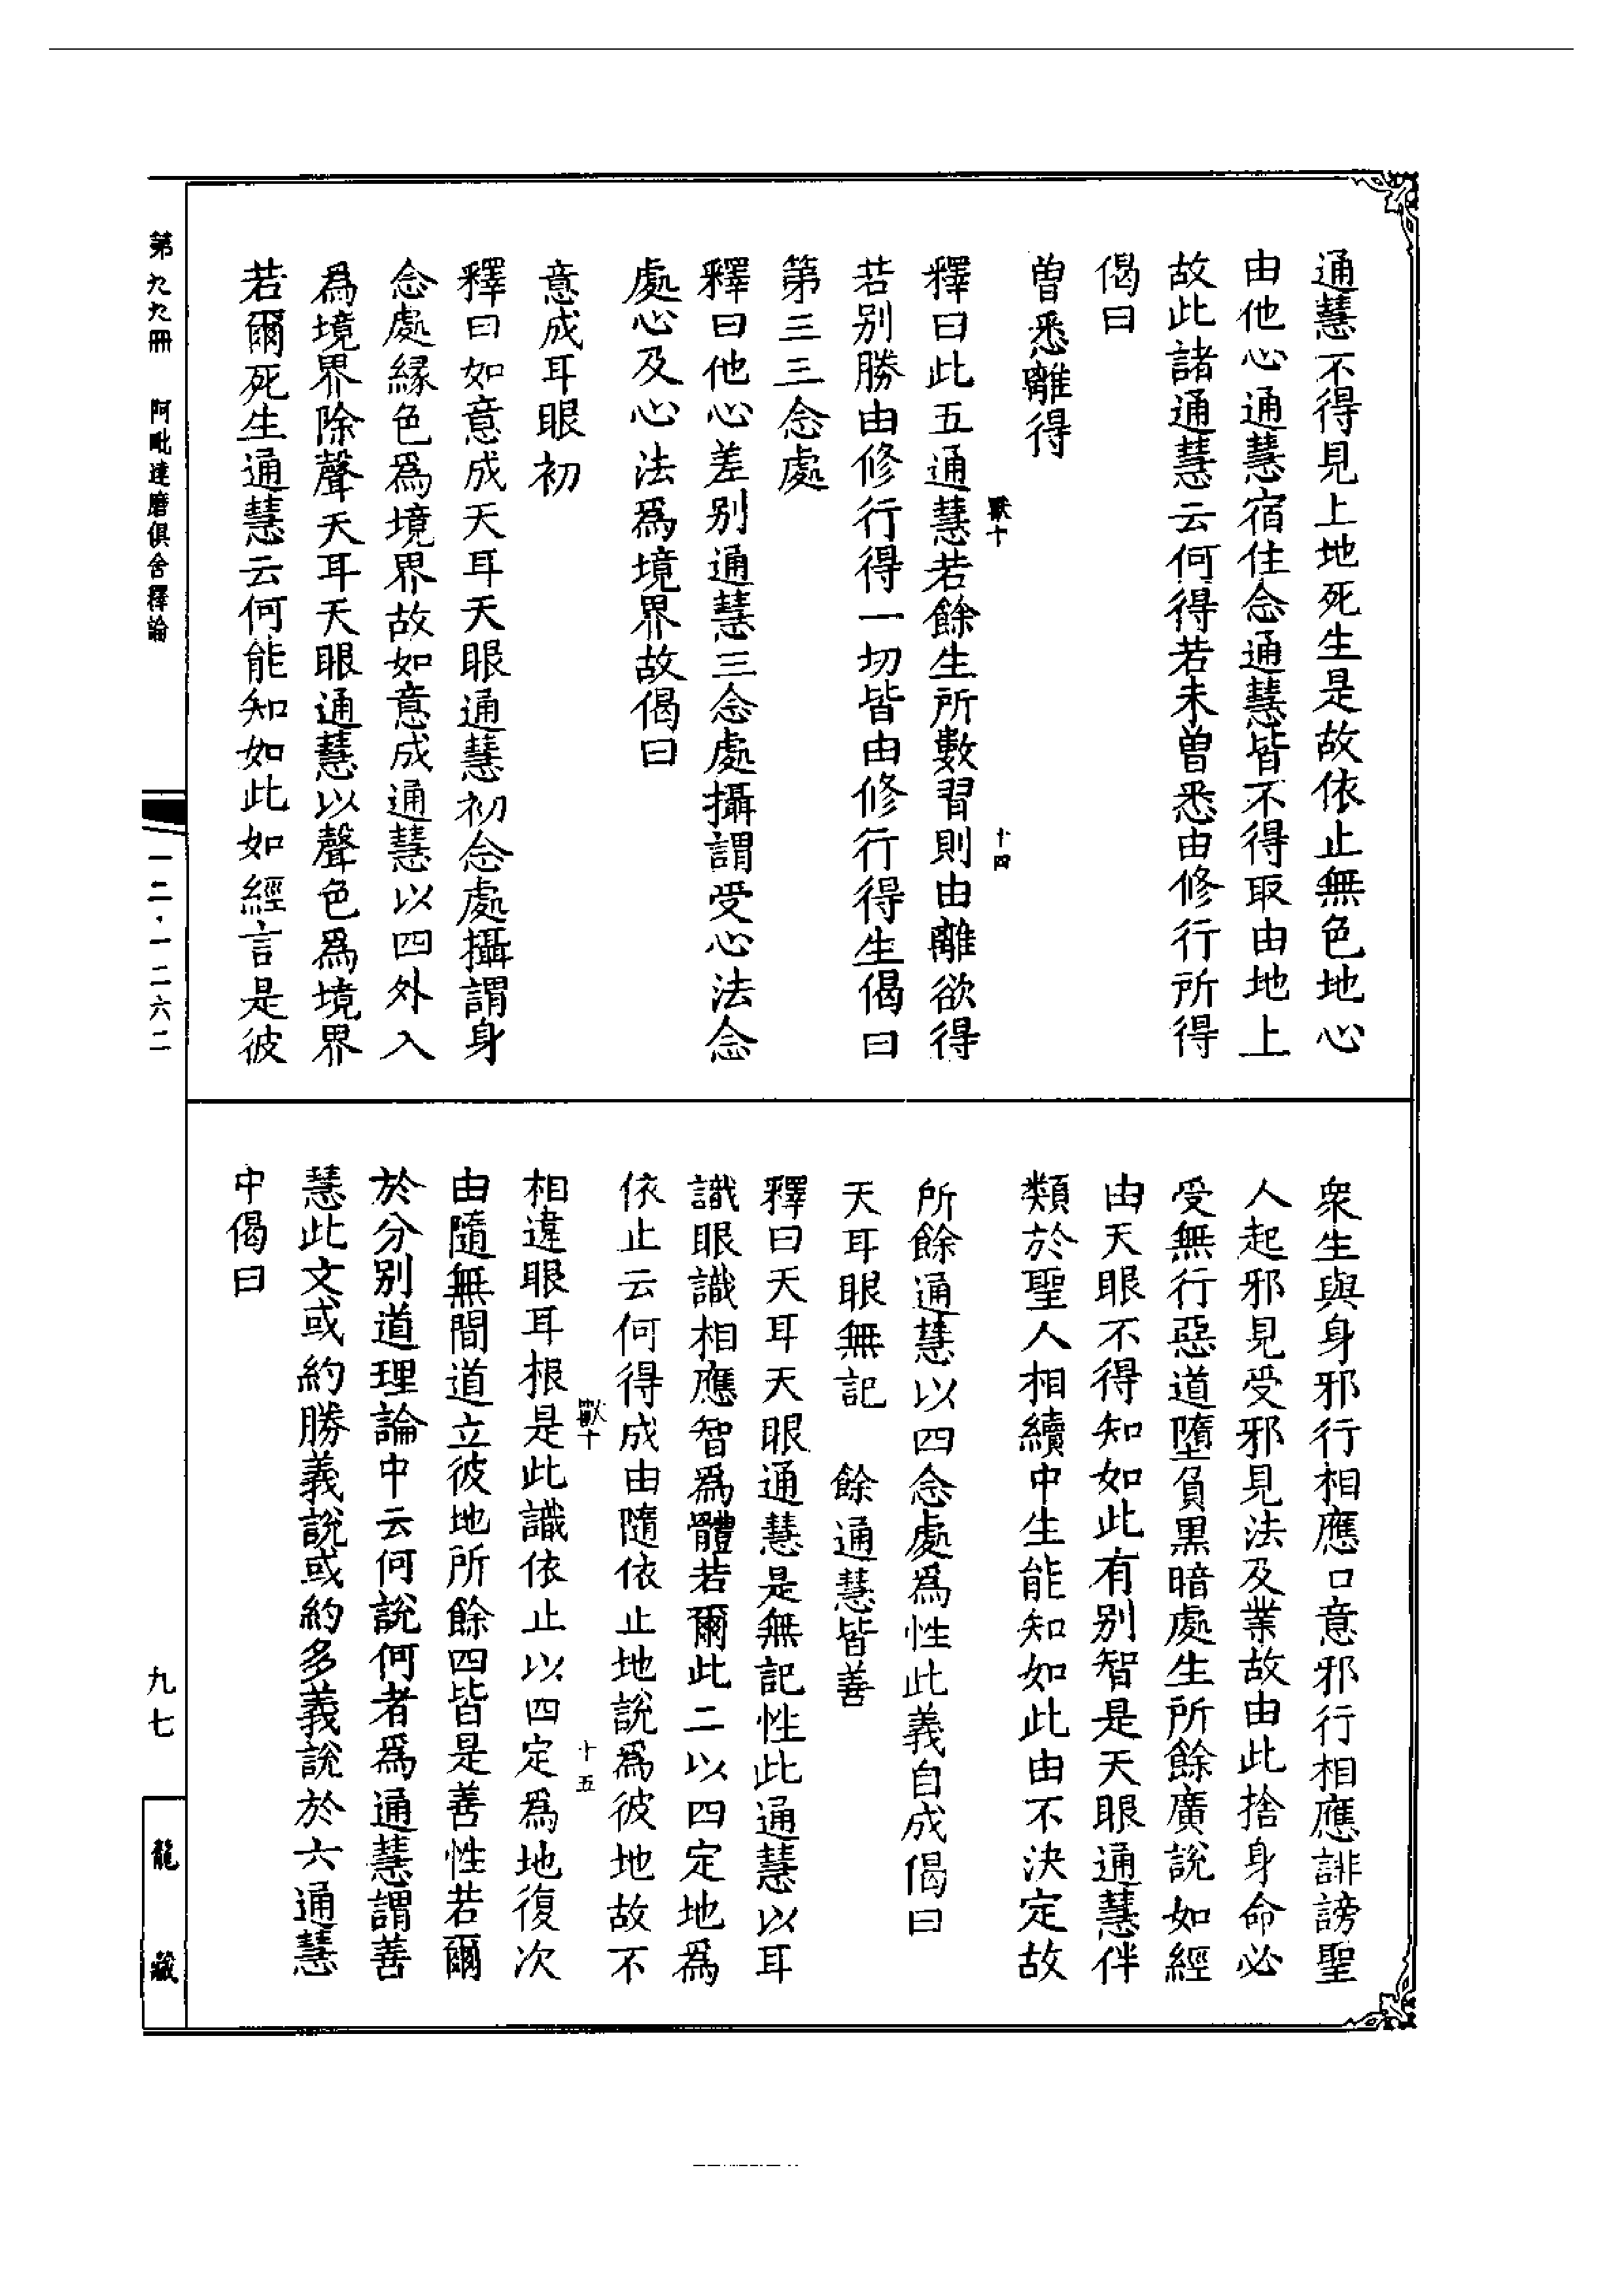 通慧不得見上地死生是故依止無色地心
由他心通慧宿住念通慧皆不得取由地上
故此諸通慧云何得若未曾悉由修行所得
偈曰
曾悉離得
獸十
十四
釋曰此五通慧若餘生所數習則由離欲得
若別勝由修行得一切皆由修行得生偈曰
第三三念處
釋曰他心差別通慧三念處攝謂受心法念
處心及心法爲境界故偈曰
意成耳眼初
釋曰如意成天耳天眼通慧初念處攝謂身
念處緣色爲境界故如意成通慧以四外入
爲境界除聲天耳天眼通慧以聲色爲境界
若爾死生通慧云何能知如此如經言是彼
衆生與身邪行相應口意邪行相應誹謗聖
人起邪見受邪見法及業故由此捨身命必
受無行惡道墮負黑暗處生所餘廣說如經
由天眼不得知如此有別智是天眼通慧伴
類於聖人相續中生能知如此由不決定故
所餘通慧以四念處爲性此義自成偈曰
天耳眼無記　餘通慧皆善
釋曰天耳天眼通慧是無記性此通慧以耳
識眼識相應智爲體若爾此二以四定地爲
依止云何得成由隨依止地說爲彼地故不
獸十
十五
相違眼耳根是此識依止以四定爲地復次
由隨無間道立彼地所餘四皆是善性若爾
於分別道理論中云何說何者爲通慧謂善
慧此文或約勝義說或約多義說於六通慧
中偈曰
第九九冊　阿毗達磨俱舍釋論
一二·一二六二
九七
龍藏